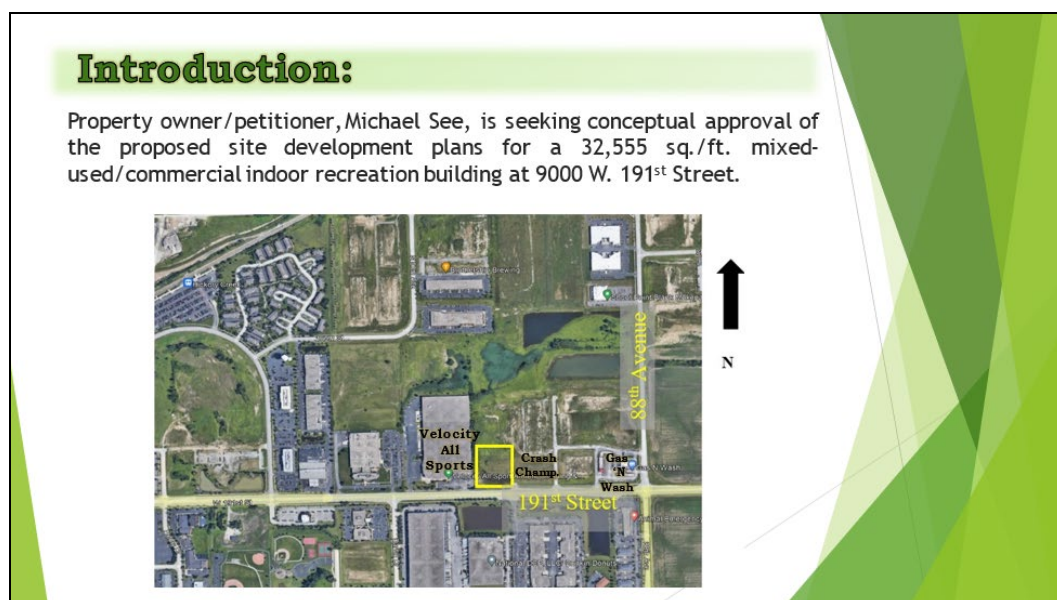 Introduction:
Property owner/petitioner, Michael See, is seeking conceptual approval of
the proposed site development plans for a 32,555 sq./ft. mixed-
used/commercial indoor recreation building at 9000 W. 191st Street.
N
88th Avenue
Velocity
All
Sports
Crash
Champ.
Gas
'N
Wash
191st Street